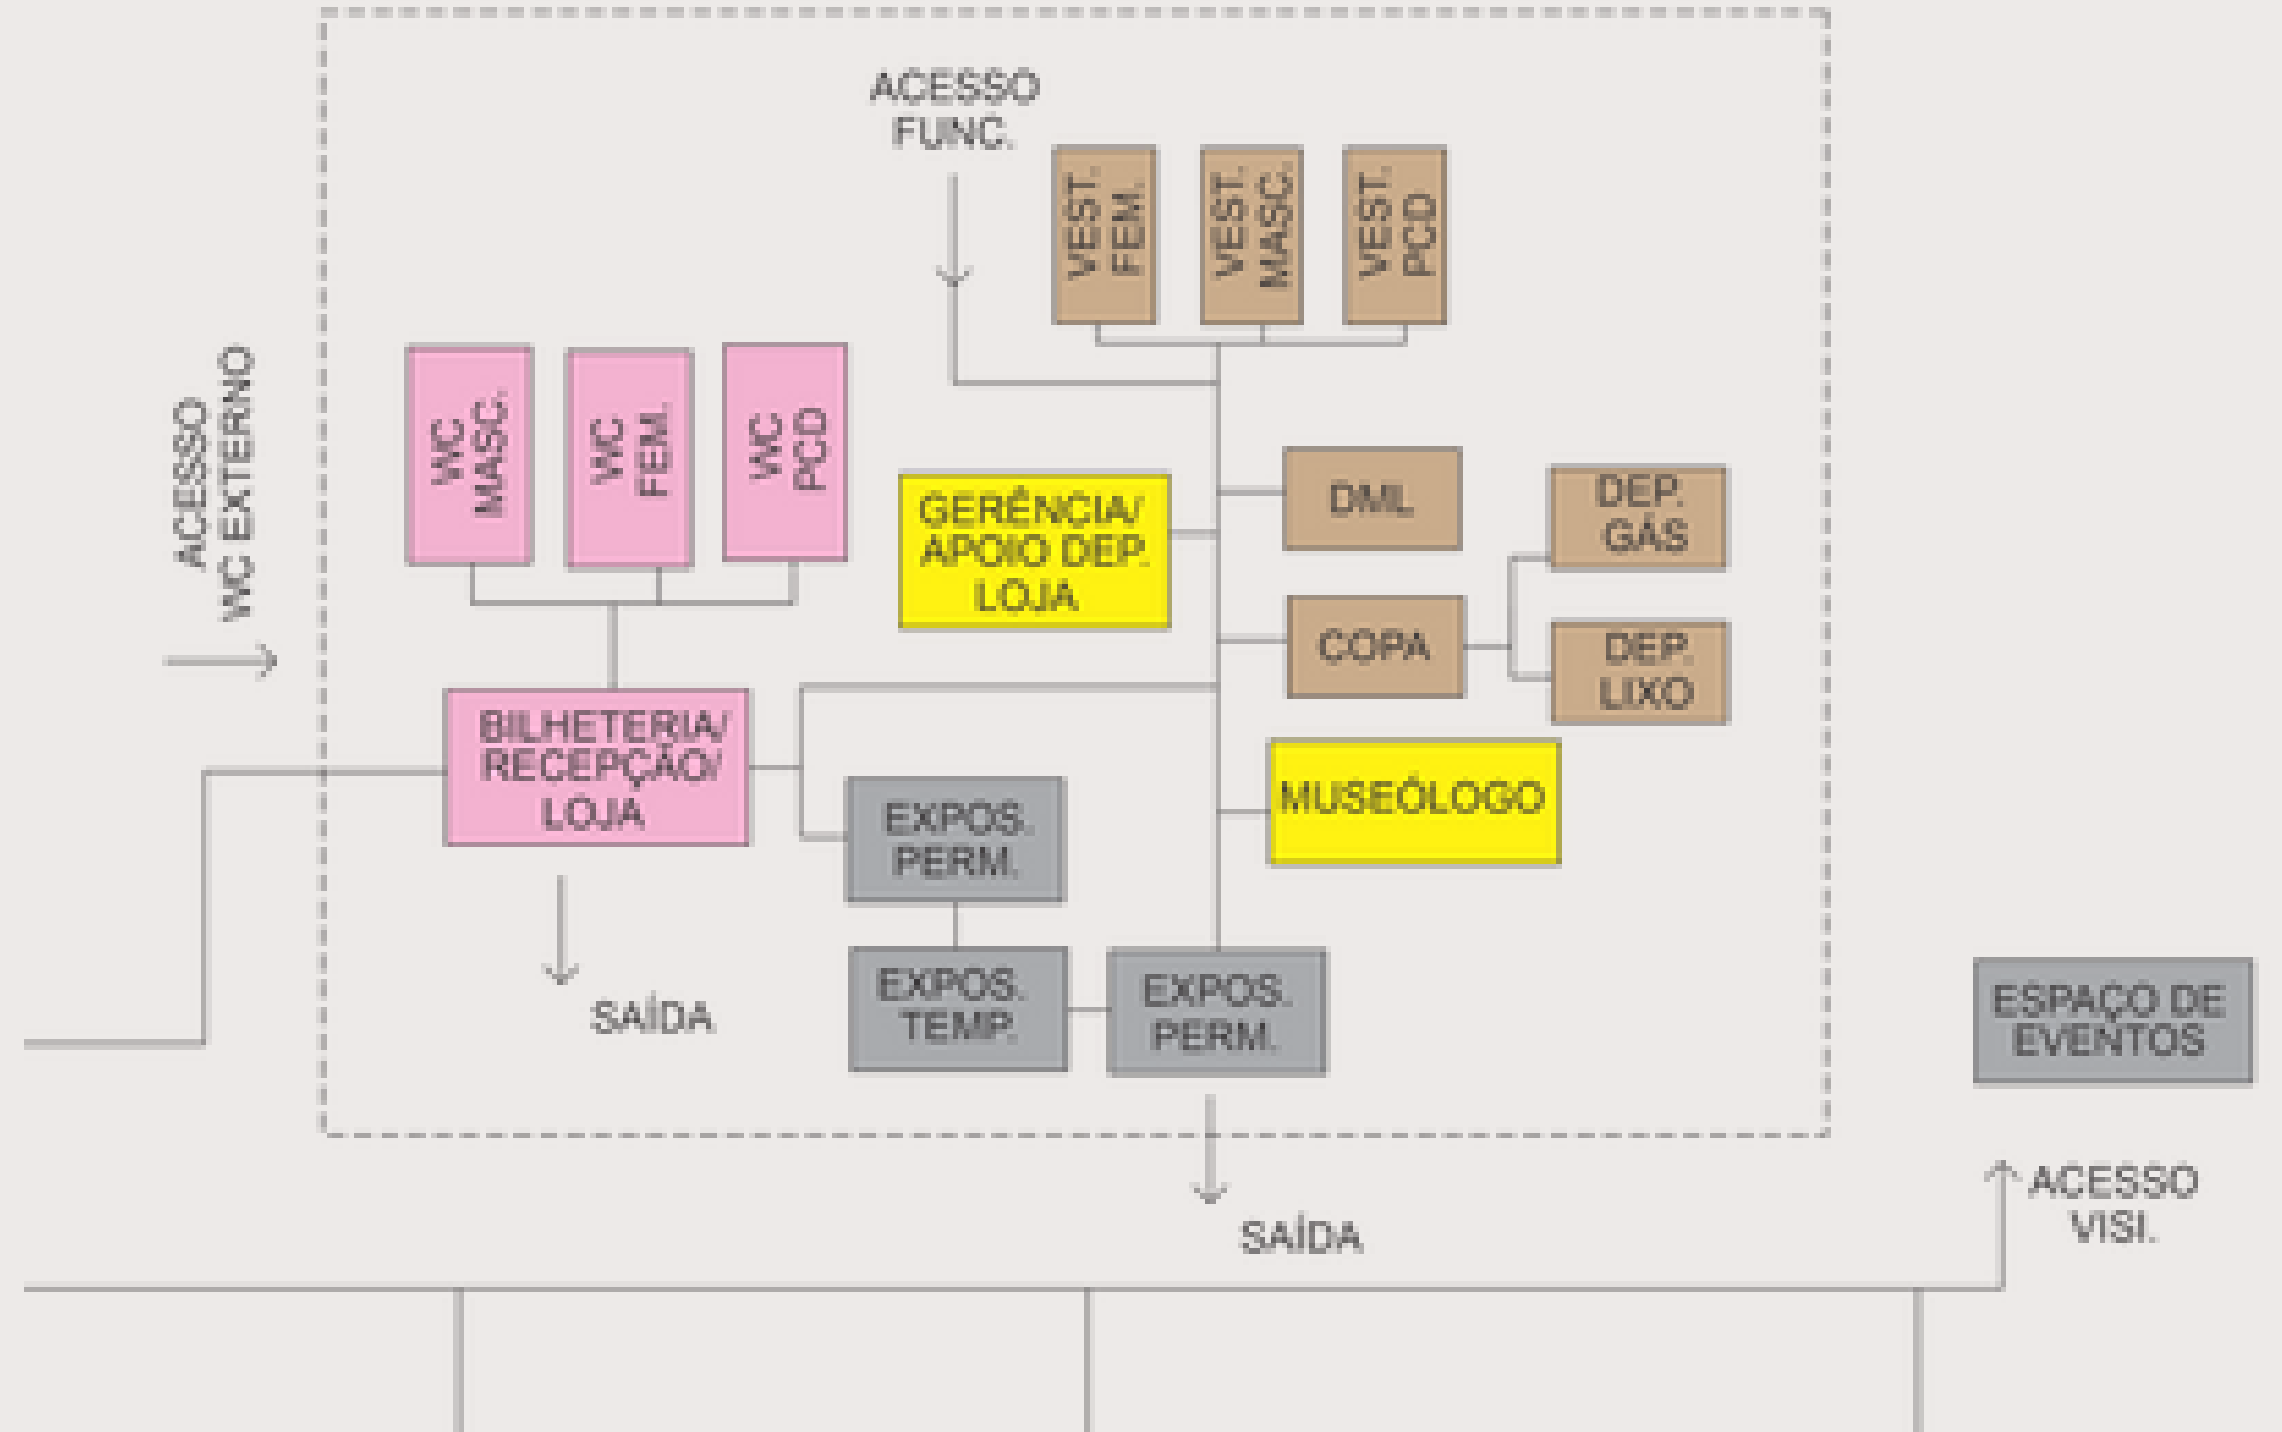 ACESSO
FUNC.
VEST.
FEM.
VEST.
MASC.
VEST.
PCD
ACESSO
WC EXTERNO
WC
MASC.
WC
FEM.
WC
PCD
GERÊNCIA/
APOIO DEP.
LOJA
DML
DEP.
GÁS
COPA
DEP.
LIXO
BILHETERIA/
RECEPÇÃO/
LOJA
MUSEÓLOGO
EXPOS.
PERM.
SAÍDA
EXPOS.
TEMP.
EXPOS.
PERM.
ESPAÇO DE
EVENTOS
SAÍDA
ACESSO
VISI.